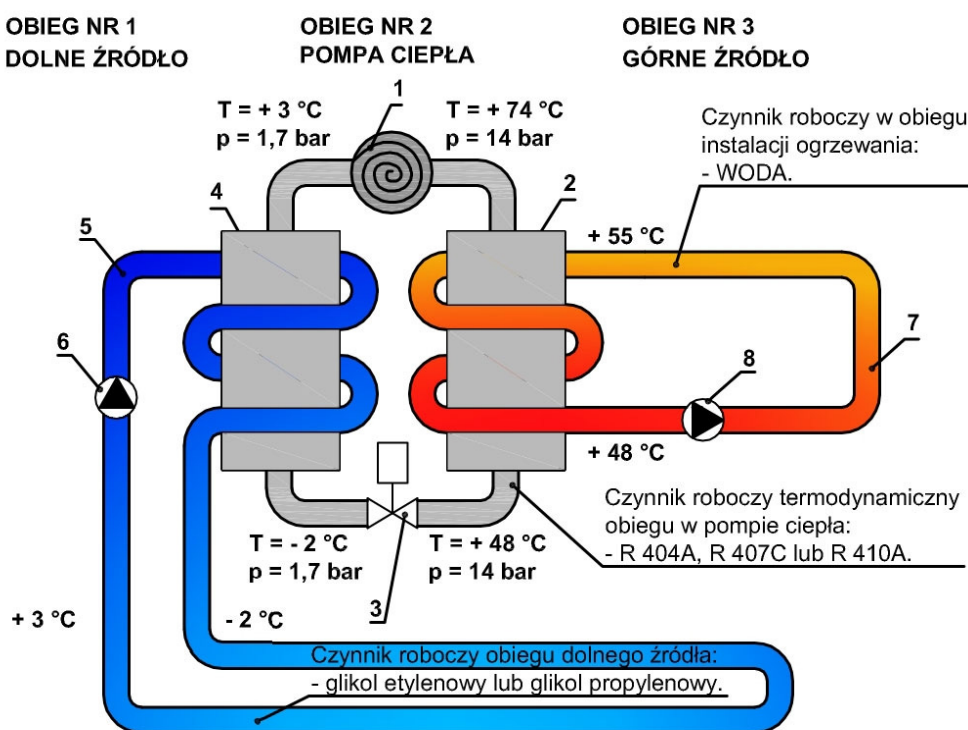 OBIEG NR 1
DOLNE ŹRÓDŁO
OBIEG NR 2
POMPA CIEPŁA
OBIEG NR 3
GÓRNE ŹRÓDŁO
1
T = + 3 °C
p = 1,7 bar
T = + 74 °C
p = 14 bar
Czynnik roboczy w obiegu
instalacji ogrzewania:
- WODA.
4
2
5
+ 55 °C
6
7
8
+ 48 °C
Czynnik roboczy termodynamiczny
obiegu w pompie ciepła:
- R 404A, R 407C lub R 410A.
T = - 2 °C
p = 1,7 bar
T = + 48 °C
p = 14 bar
3
+ 3 °C
- 2 °C
Czynnik roboczy obiegu dolnego źródła:
- glikol etylenowy lub glikol propylenowy.